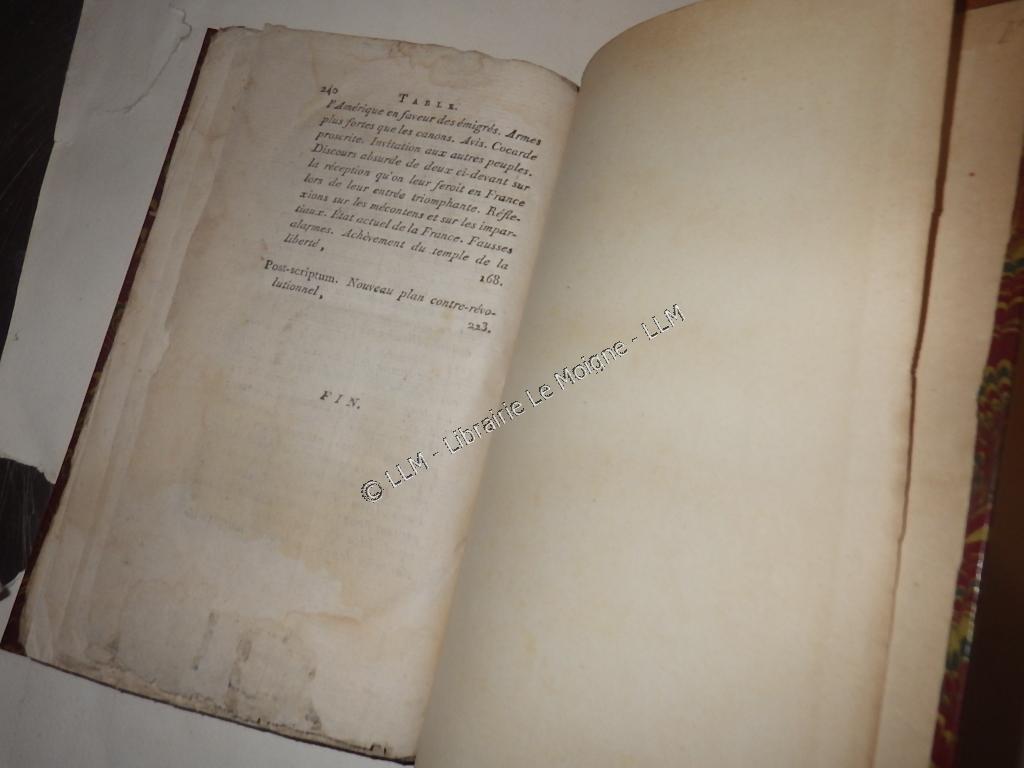 240 TABLE.
l'Amérique en faveur des émigrés. Armes
plus fortes que les canons. Avis. Cocarde
proscrite. Invitation aux autres peuples.
Discours absurde de deux ci-devant sur
la réception qu'on leur feroit en France
lors de leur entrée triomphante. Réfle-
xions sur les mécontens et sur les impar-
tiaux. Etat actuel de la France. Fausses
alarmes. Achèvement du temple de la
liberté, 168.
Post-scriptum. Nouveau plan contre-révo-
lutionnel, 223.
FIN.
© LLM - Librairie Le Moigne - LLM